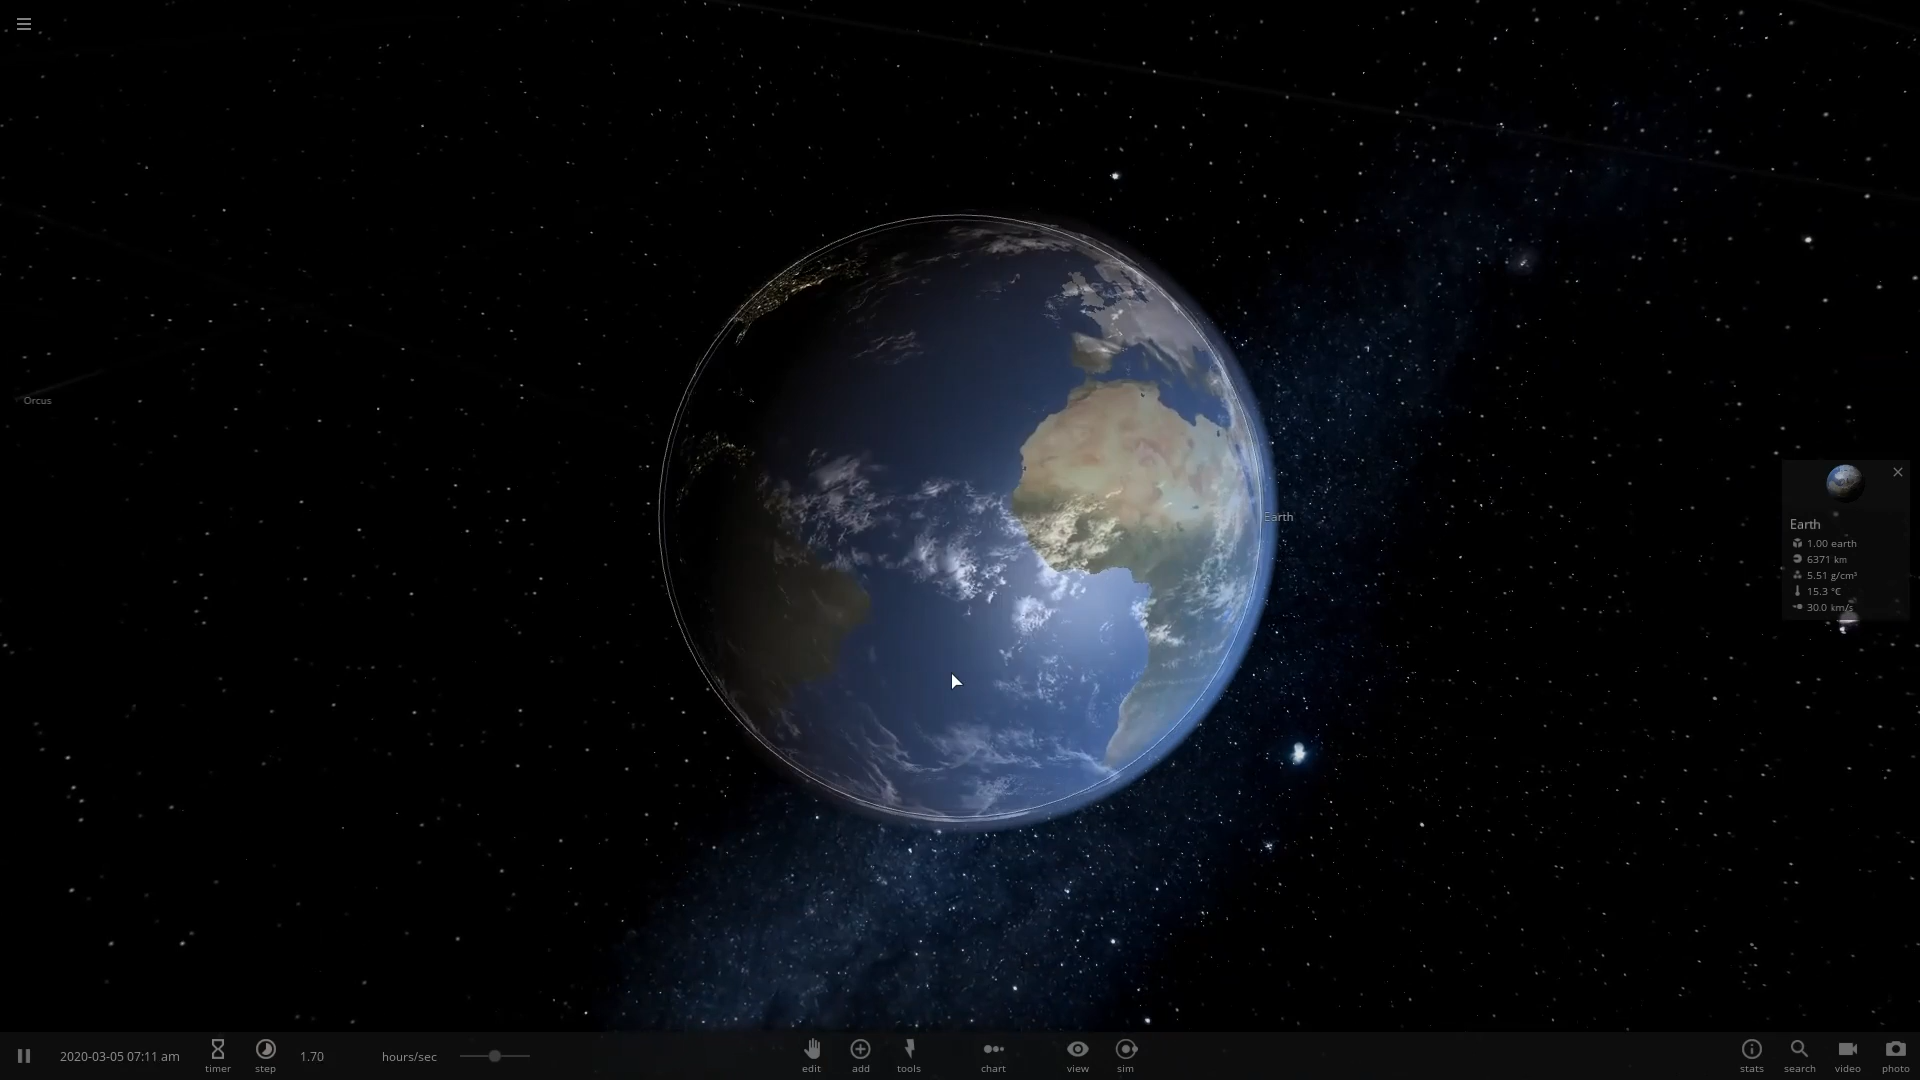 Orcus
Earth
Earth
1.00 earth
6371 km
5.51 g/cm³
15.3 °C
30.0 km/s
2020-03-05 07:11 am
timer
step
1.70
hours/sec
edit
add
tools
chart
view
sim
stats
search
video
photo